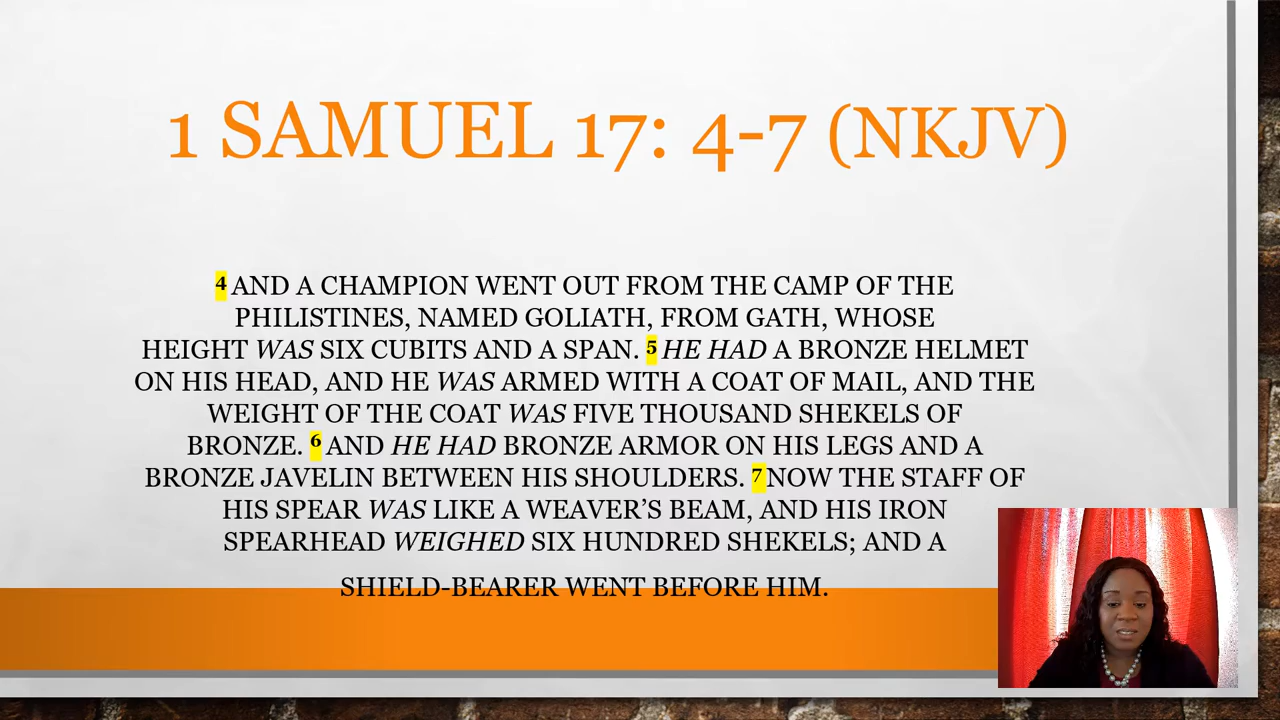 1 SAMUEL 17: 4-7 (NKJV)
4 AND A CHAMPION WENT OUT FROM THE CAMP OF THE
PHILISTINES, NAMED GOLIATH, FROM GATH, WHOSE
HEIGHT WAS SIX CUBITS AND A SPAN. 5 HE HAD A BRONZE HELMET
ON HIS HEAD, AND HE WAS ARMED WITH A COAT OF MAIL, AND THE
WEIGHT OF THE COAT WAS FIVE THOUSAND SHEKELS OF
BRONZE. 6 AND HE HAD BRONZE ARMOR ON HIS LEGS AND A
BRONZE JAVELIN BETWEEN HIS SHOULDERS. 7 NOW THE STAFF OF
HIS SPEAR WAS LIKE A WEAVER’S BEAM, AND HIS IRON
SPEARHEAD WEIGHED SIX HUNDRED SHEKELS; AND A
SHIELD-BEARER WENT BEFORE HIM.